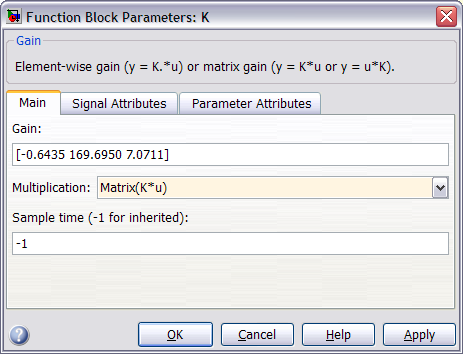 Function Block Parameters: K
Gain
Element-wise gain (y = K.*u) or matrix gain (y = K*u or y = u*K).
Main Signal Attributes Parameter Attributes
Gain:
[-0.6435 169.6950 7.0711]
Multiplication: Matrix(K*u)
Sample time (-1 for inherited):
-1
? OK Cancel Help Apply